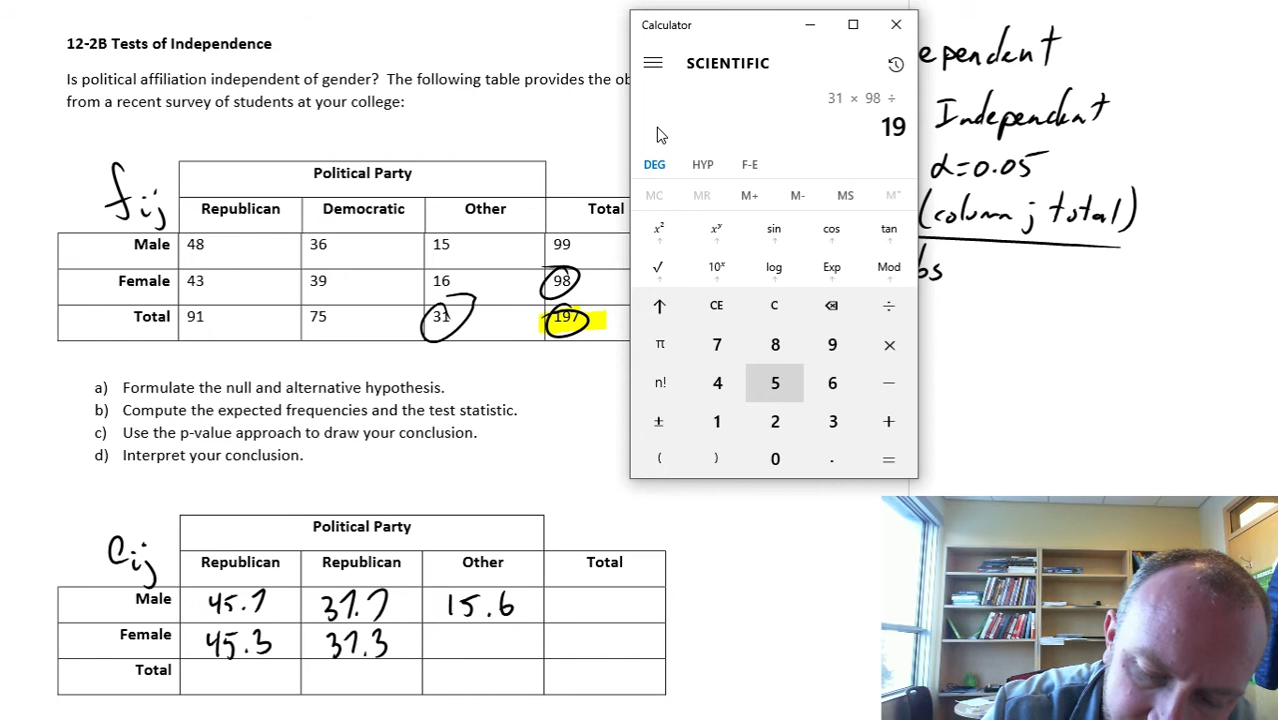 12-2B Tests of Independence
Is political affiliation independent of gender? The following table provides the ob
from a recent survey of students at your college:
fij
Political Party
Republican Democratic Other Total
Male 48 36 15 99
Female 43 39 16 98
Total 91 75 31 197
a) Formulate the null and alternative hypothesis.
b) Compute the expected frequencies and the test statistic.
c) Use the p-value approach to draw your conclusion.
d) Interpret your conclusion.
eij
Political Party
Republican Republican Other Total
Male 45.7 37.7 15.6
Female 45.3 37.3
Total
Calculator
SCIENTIFIC
31 × 98 ÷
19
DEG HYP F-E
MC MR M+ M- MS M˅
x² xʸ sin cos tan
√ 10ˣ log Exp Mod
↑ CE C ⌫ ÷
π 7 8 9 ×
n! 4 5 6 −
± 1 2 3 +
( ) 0 . =
ependent
Independent
α=0.05
(column j total)
bs